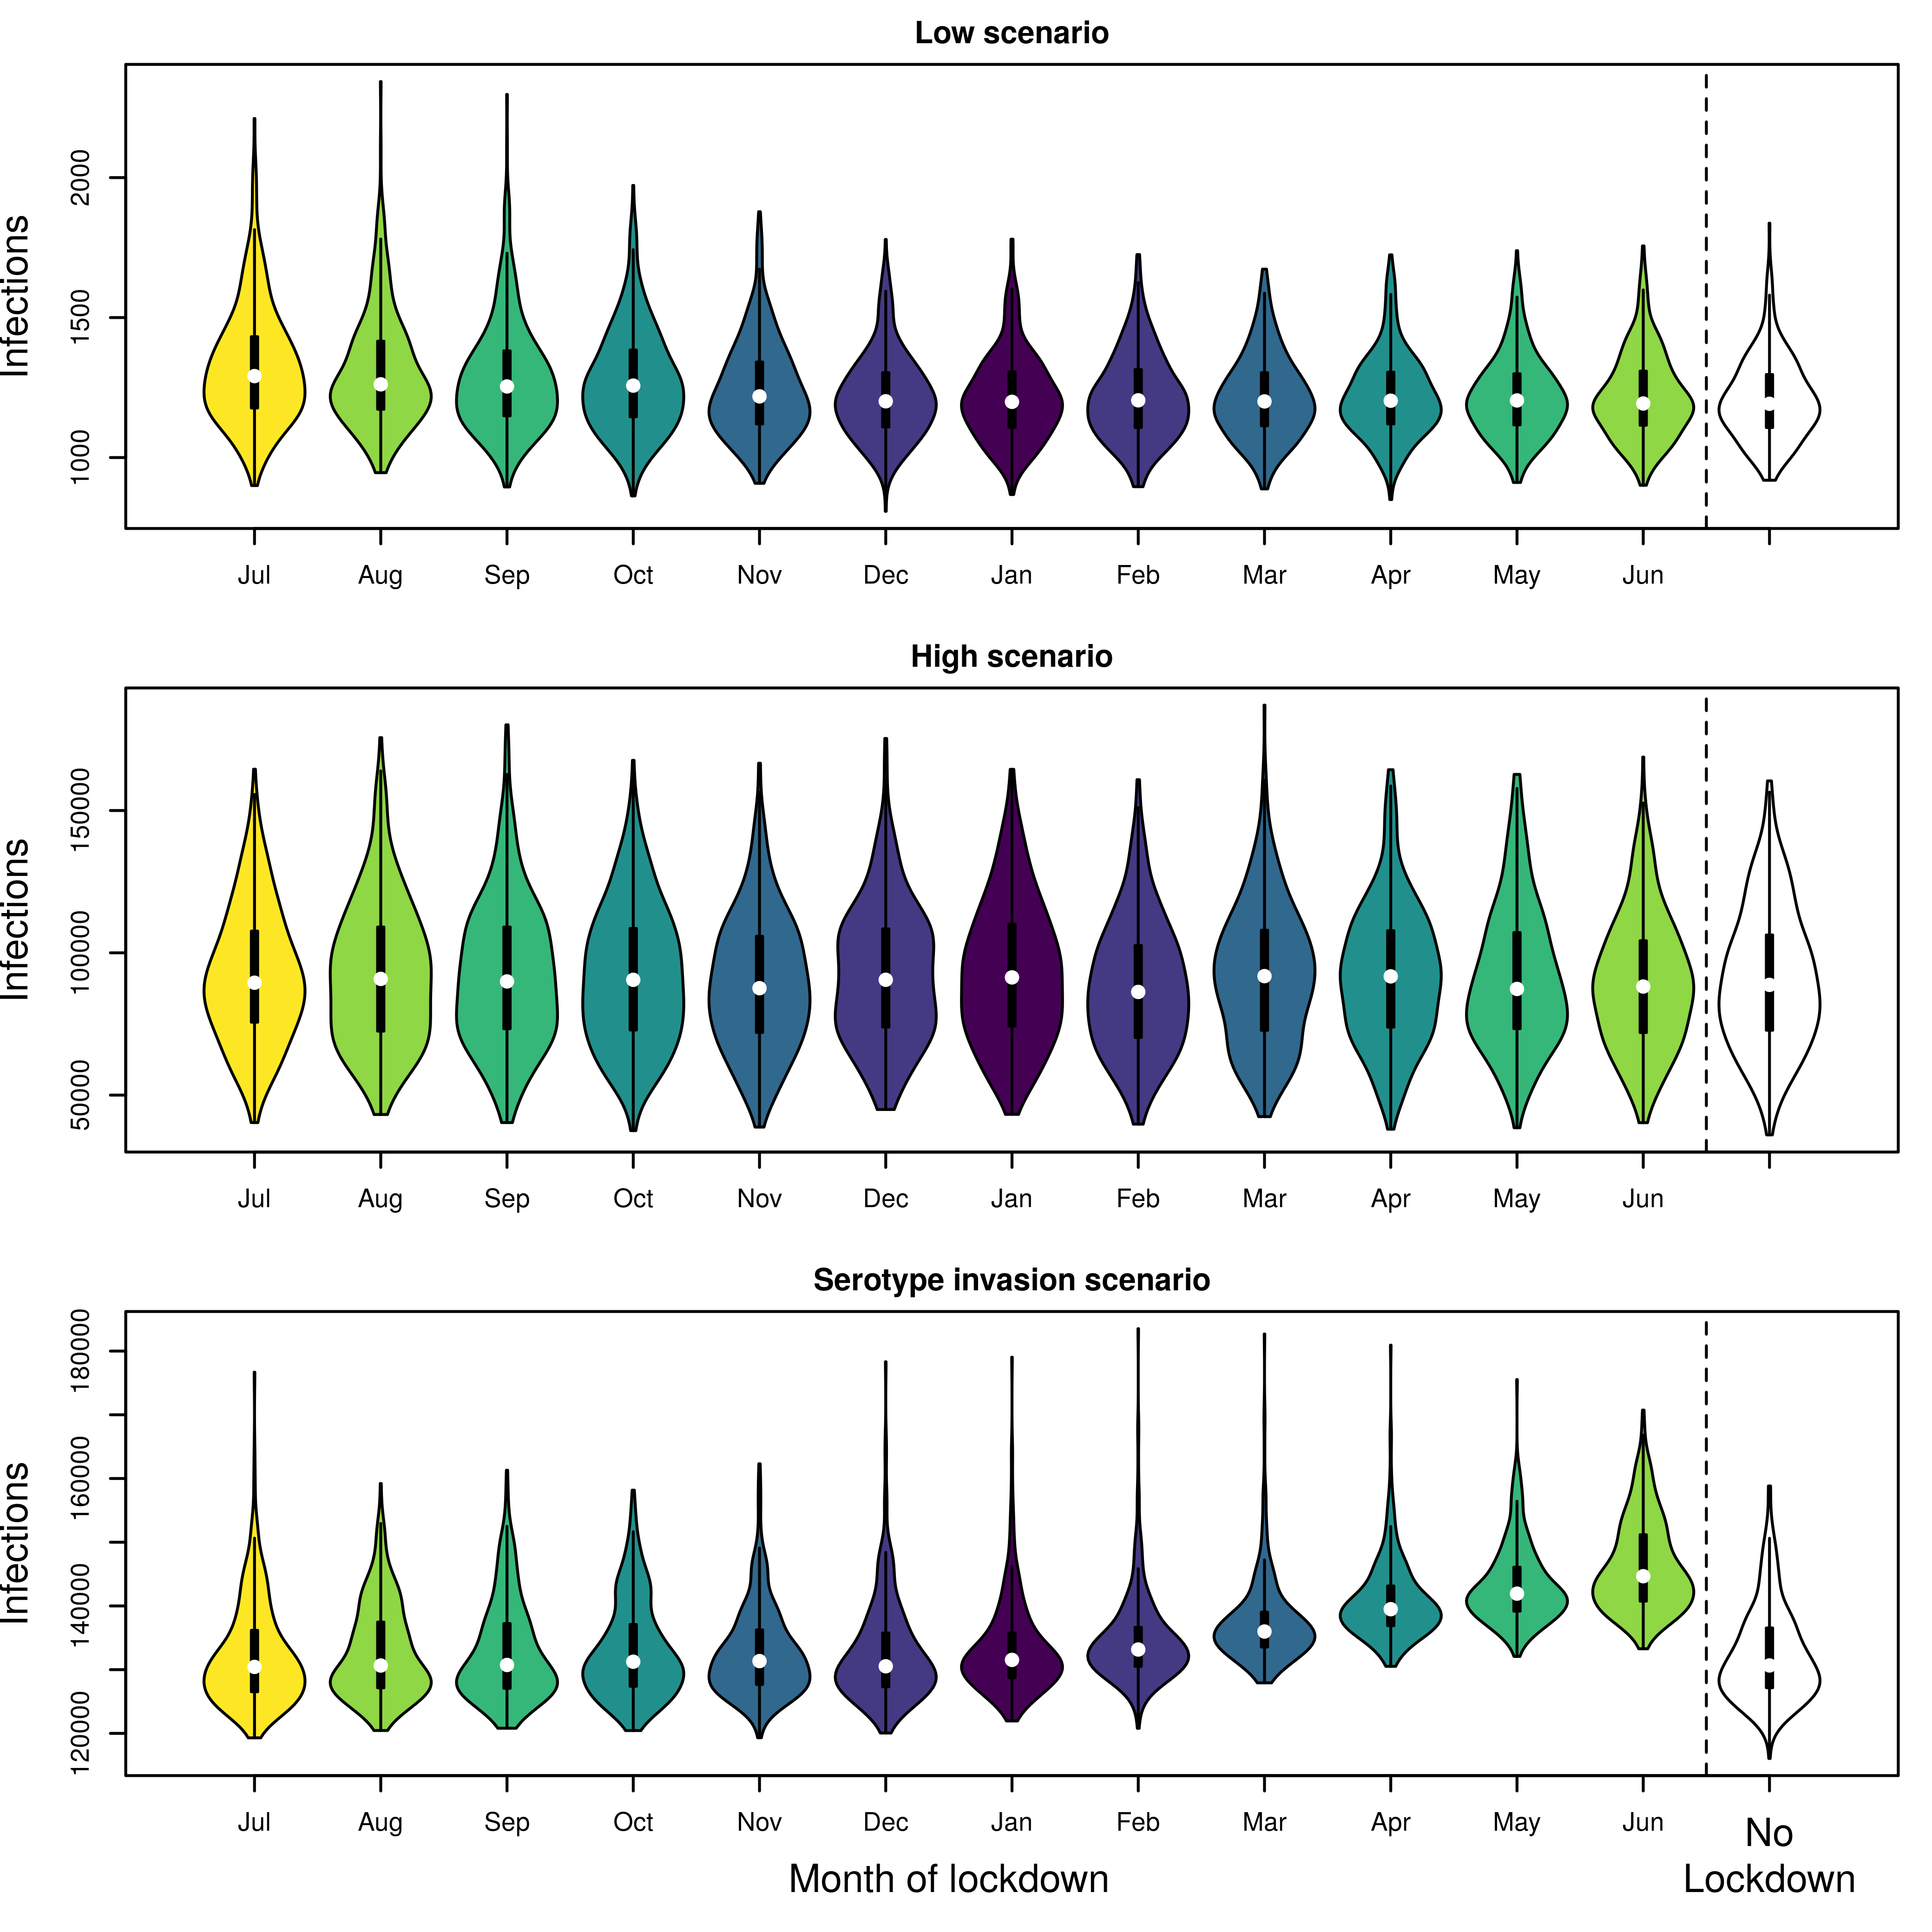 Low scenario
Infections
2000
1500
1000
Jul Aug Sep Oct Nov Dec Jan Feb Mar Apr May Jun
High scenario
Infections
150000
100000
50000
Jul Aug Sep Oct Nov Dec Jan Feb Mar Apr May Jun
Serotype invasion scenario
Infections
180000
160000
140000
120000
Jul Aug Sep Oct Nov Dec Jan Feb Mar Apr May Jun
No
Lockdown
Month of lockdown